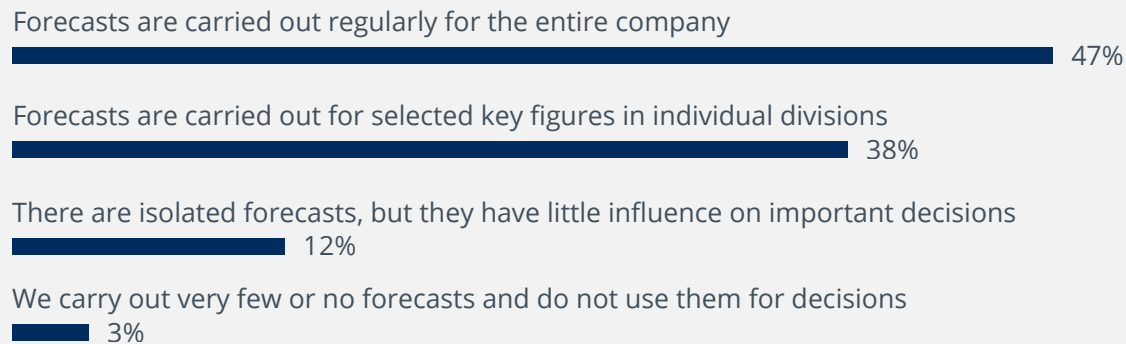 Forecasts are carried out regularly for the entire company
47%
Forecasts are carried out for selected key figures in individual divisions
38%
There are isolated forecasts, but they have little influence on important decisions
12%
We carry out very few or no forecasts and do not use them for decisions
3%